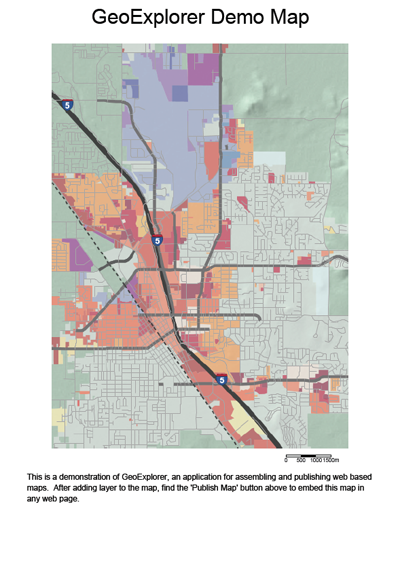 GeoExplorer Demo Map
5
5
5
0 500 1000 1500m
This is a demonstration of GeoExplorer, an application for assembling and publishing web based
maps. After adding layer to the map, find the 'Publish Map' button above to embed this map in
any web page.